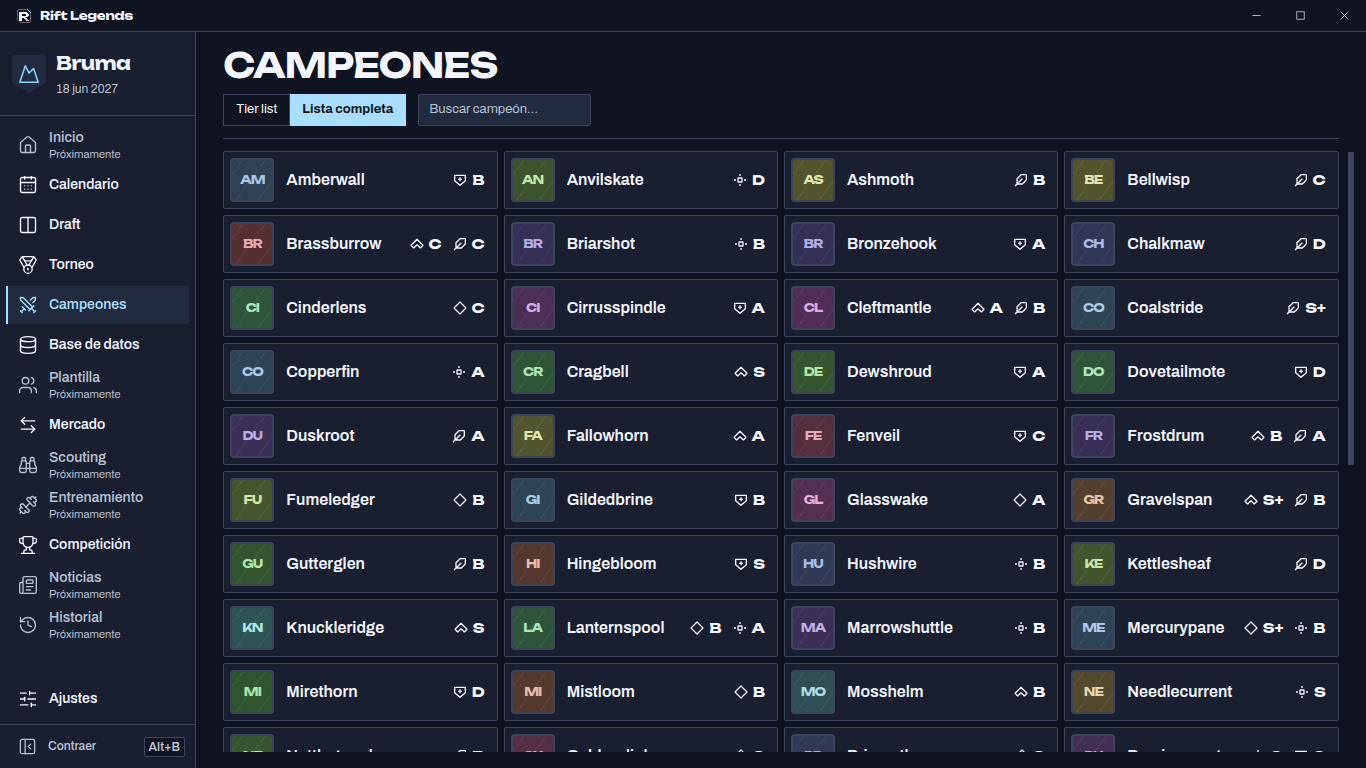 Rift Legends
Bruma
18 jun 2027
Inicio
Próximamente
Calendario
Draft
Torneo
Campeones
Base de datos
Plantilla
Próximamente
Mercado
Scouting
Próximamente
Entrenamiento
Próximamente
Competición
Noticias
Próximamente
Historial
Próximamente
Ajustes
Contraer Alt+B
CAMPEONES
Tier list Lista completa Buscar campeón...
AM Amberwall B AN Anvilskate D AS Ashmoth B BE Bellwisp C
BR Brassburrow C C BR Briarshot B BR Bronzehook A CH Chalkmaw D
CI Cinderlens C CI Cirrusspindle A CL Cleftmantle A B CO Coalstride S+
CO Copperfin A CR Cragbell S DE Dewshroud A DO Dovetailmote D
DU Duskroot A FA Fallowhorn A FE Fenveil C FR Frostdrum B A
FU Fumeledger B GI Gildedbrine B GL Glasswake A GR Gravelspan S+ B
GU Gutterglen B HI Hingebloom S HU Hushwire B KE Kettlesheaf D
KN Knuckleridge S LA Lanternspool B A MA Marrowshuttle B ME Mercurypane S+ B
MI Mirethorn D MI Mistloom B MO Mosshelm B NE Needlecurrent S